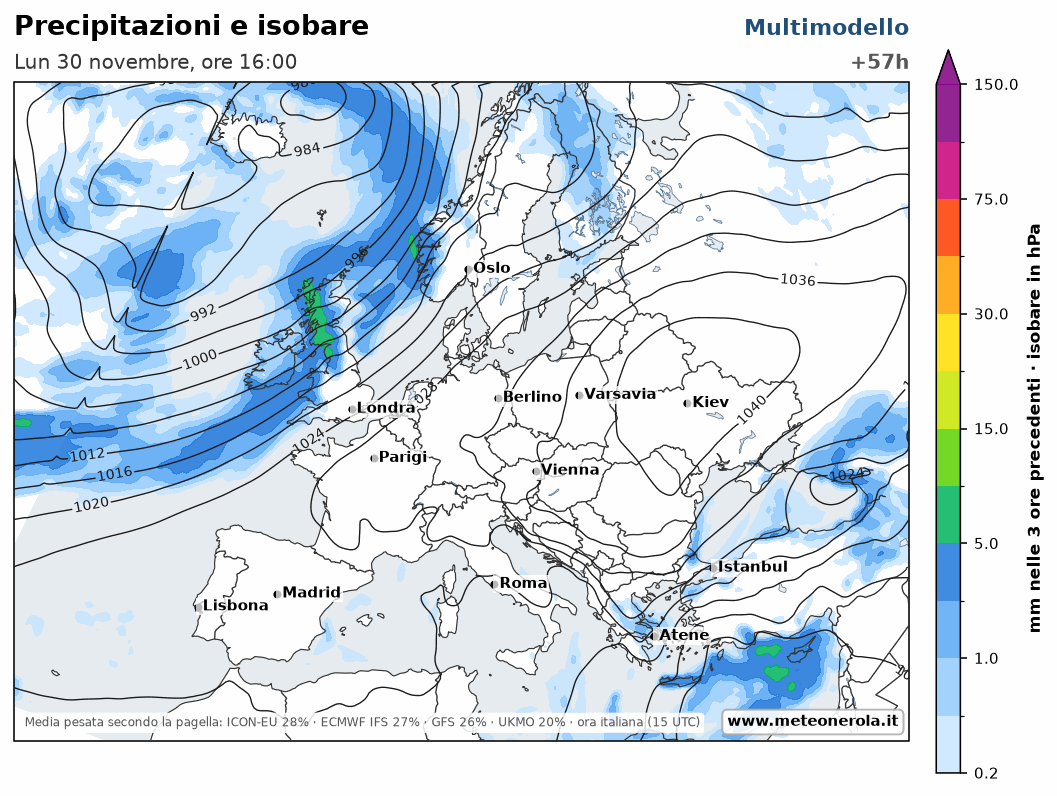 Precipitazioni e isobare
Multimodello
Lun 30 novembre, ore 16:00
+57h
150.0
75.0
30.0
15.0
5.0
1.0
0.2
mm nelle 3 ore precedenti · isobare in hPa
984
996
992
1000
1012
1016
1020
1024
1036
1040
1024
Oslo
Londra
Berlino
Varsavia
Kiev
Parigi
Vienna
Istanbul
Roma
Madrid
Lisbona
Atene
Media pesata secondo la pagella: ICON-EU 28% · ECMWF IFS 27% · GFS 26% · UKMO 20% · ora italiana (15 UTC)
www.meteonerola.it